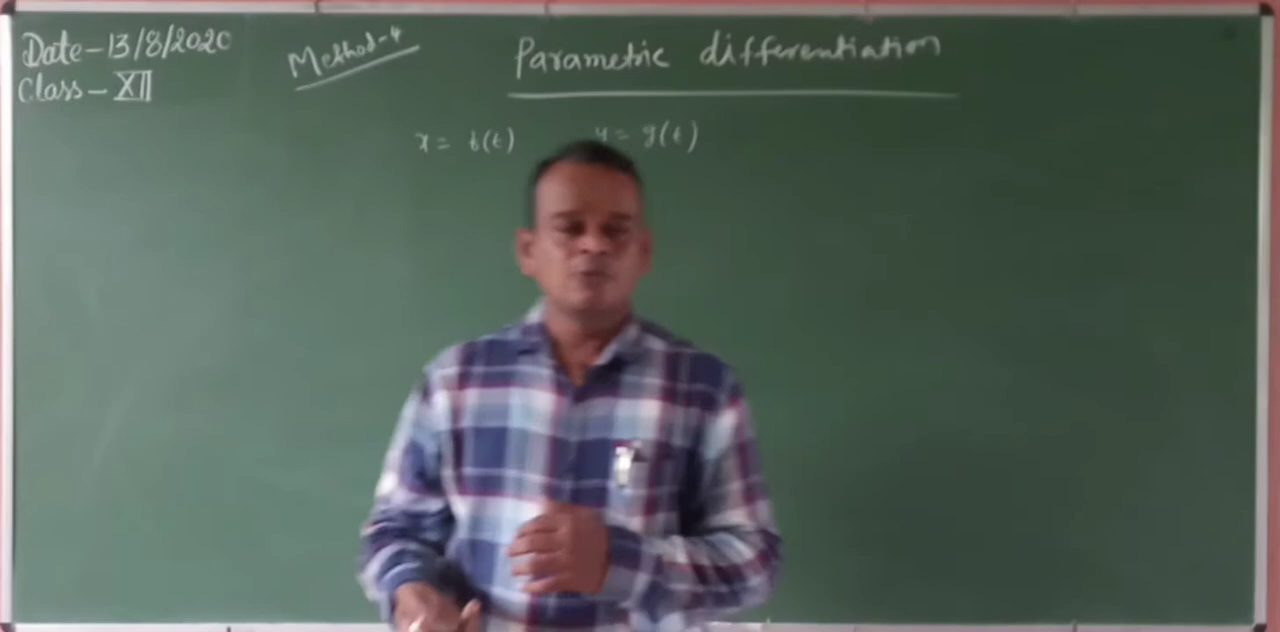 Date-13/8/2020
Class-XII
Method-4
Parametric differentiation
x = f(t) y = g(t)